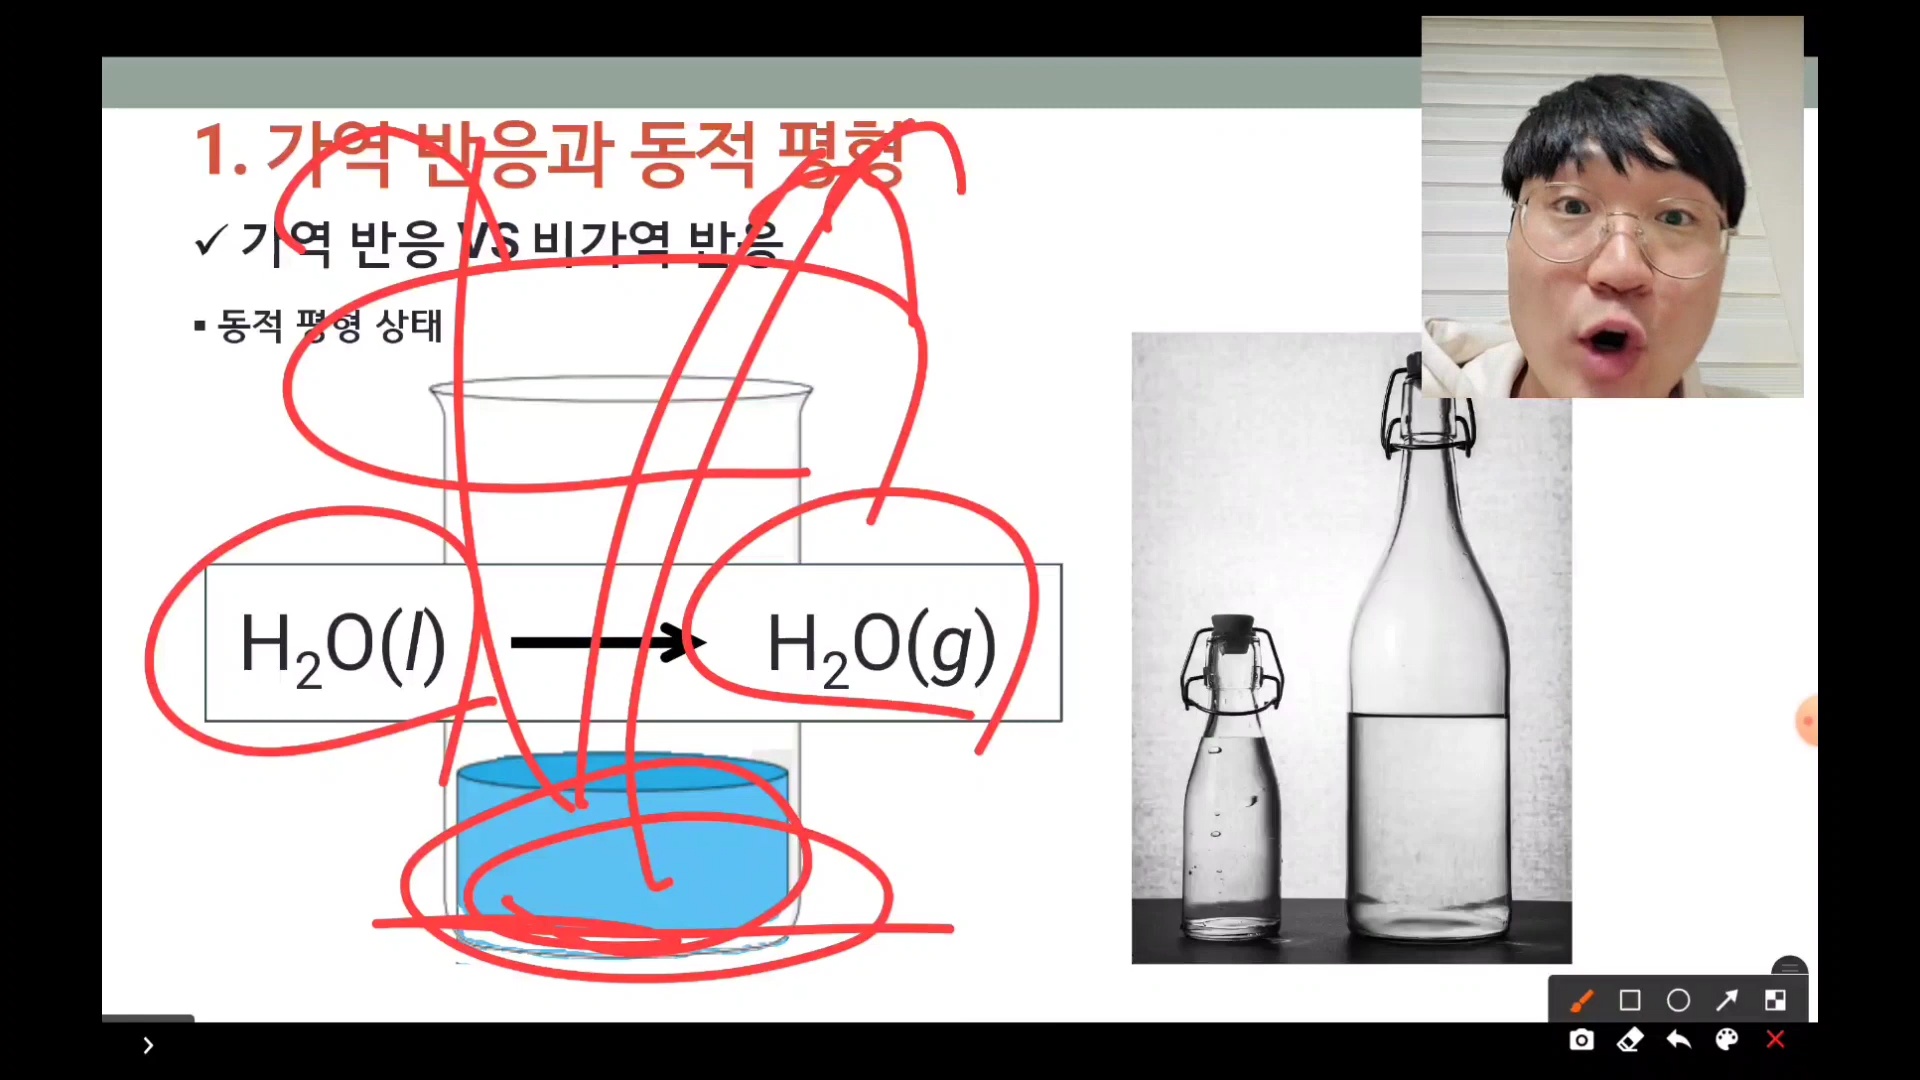 1. 가역 반응과 동적 평형
✓ 가역 반응 VS 비가역 반응
▪ 동적 평형 상태
H₂O(l) → H₂O(g)